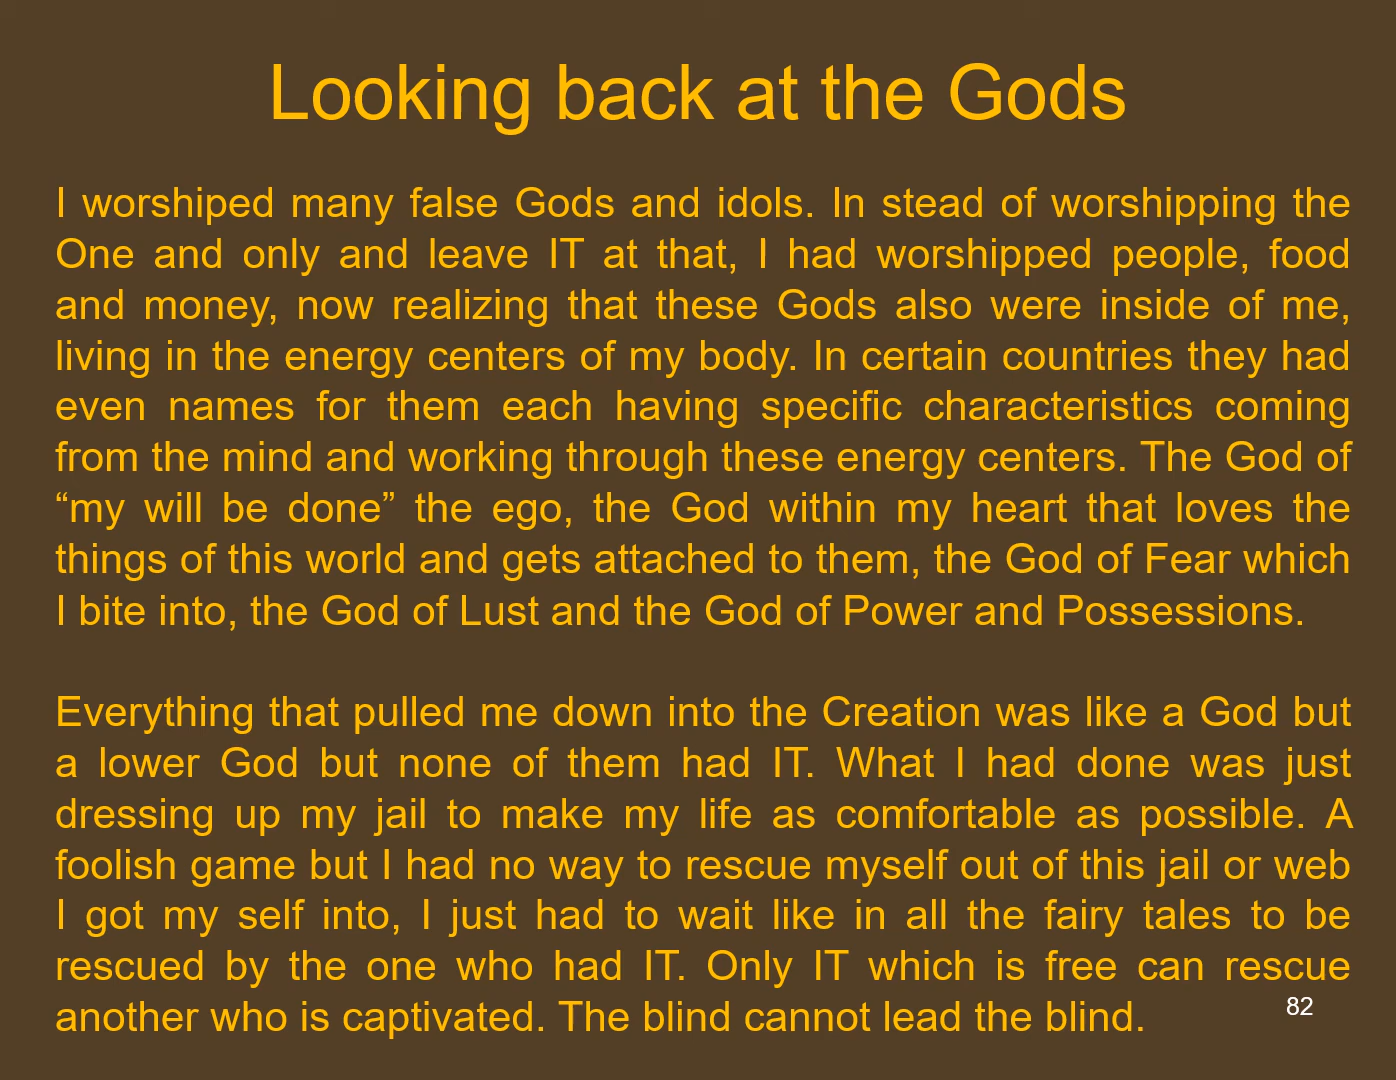 Looking back at the Gods
I worshiped many false Gods and idols. In stead of worshipping the
One and only and leave IT at that, I had worshipped people, food
and money, now realizing that these Gods also were inside of me,
living in the energy centers of my body. In certain countries they had
even names for them each having specific characteristics coming
from the mind and working through these energy centers. The God of
“my will be done” the ego, the God within my heart that loves the
things of this world and gets attached to them, the God of Fear which
I bite into, the God of Lust and the God of Power and Possessions.
Everything that pulled me down into the Creation was like a God but
a lower God but none of them had IT. What I had done was just
dressing up my jail to make my life as comfortable as possible. A
foolish game but I had no way to rescue myself out of this jail or web
I got my self into, I just had to wait like in all the fairy tales to be
rescued by the one who had IT. Only IT which is free can rescue
another who is captivated. The blind cannot lead the blind.
82